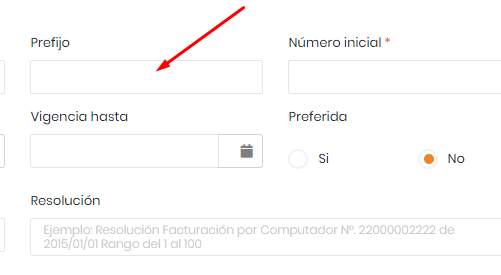 Prefijo
Número inicial *
Vigencia hasta
Preferida
Si
No
Resolución
Ejemplo: Resolución Facturación por Computador Nº. 22000002222 de
2015/01/01 Rango del 1 al 100